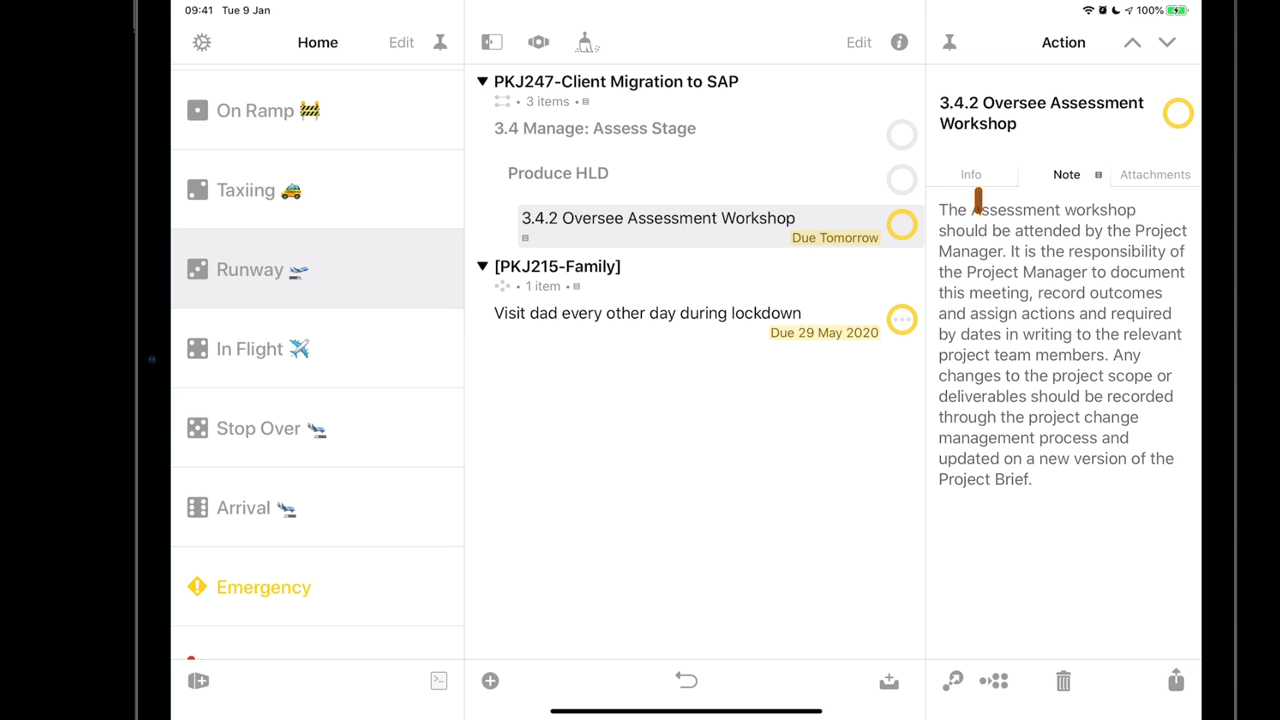 09:41 Tue 9 Jan
100%
Home
Edit
Edit
Action
On Ramp 🚧
Taxiing 🚕
Runway 🛫
In Flight ✈️
Stop Over 🛬
Arrival 🛬
Emergency
PKJ247-Client Migration to SAP
• 3 items •
3.4 Manage: Assess Stage
Produce HLD
3.4.2 Oversee Assessment Workshop
Due Tomorrow
[PKJ215-Family]
• 1 item •
Visit dad every other day during lockdown
Due 29 May 2020
3.4.2 Oversee Assessment
Workshop
Info
Note
Attachments
The Assessment workshop
should be attended by the Project
Manager. It is the responsibility of
the Project Manager to document
this meeting, record outcomes
and assign actions and required
by dates in writing to the relevant
project team members. Any
changes to the project scope or
deliverables should be recorded
through the project change
management process and
updated on a new version of the
Project Brief.